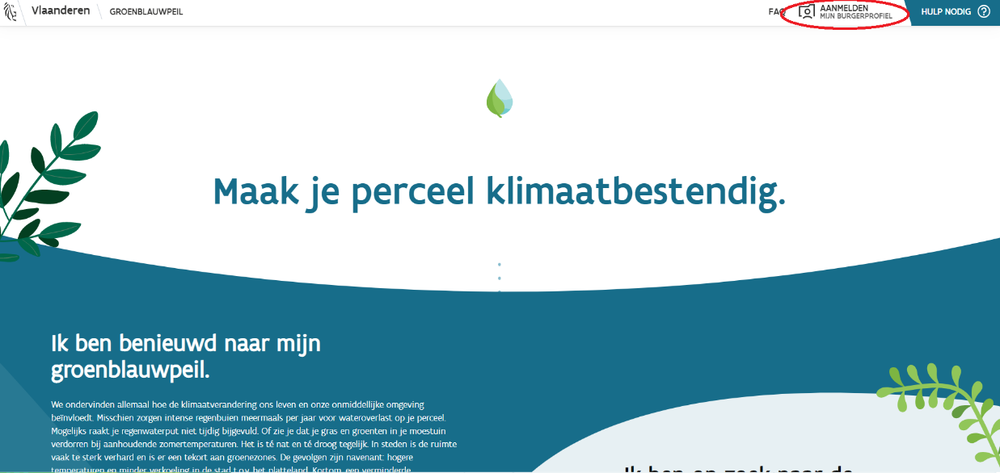 Vlaanderen GROENBLAUWPEIL FAQ AANMELDEN HULP NODIG ?
MIJN BURGERPROFIEL
Maak je perceel klimaatbestendig.
Ik ben benieuwd naar mijn
groenblauwpeil.
We ondervinden allemaal hoe de klimaatverandering ons leven en onze onmiddellijke omgeving
beïnvloedt. Misschien zorgen intense regenbuien meermaals per jaar voor wateroverlast op je perceel.
Mogelijks raakt je regenwaterput niet tijdig bijgevuld. Of zie je dat je gras en groenten in je moestuin
verdorren bij aanhoudende zomertemperaturen. Het is té nat en té droog tegelijk. In steden is de ruimte
vaak te sterk verhard en is er een tekort aan groenezones. De gevolgen zijn navenant: hogere
temperaturen en minder verkoeling in de stad t.o.v. het platteland. Kortom, een verminderde
Ik ben op zoek naar de